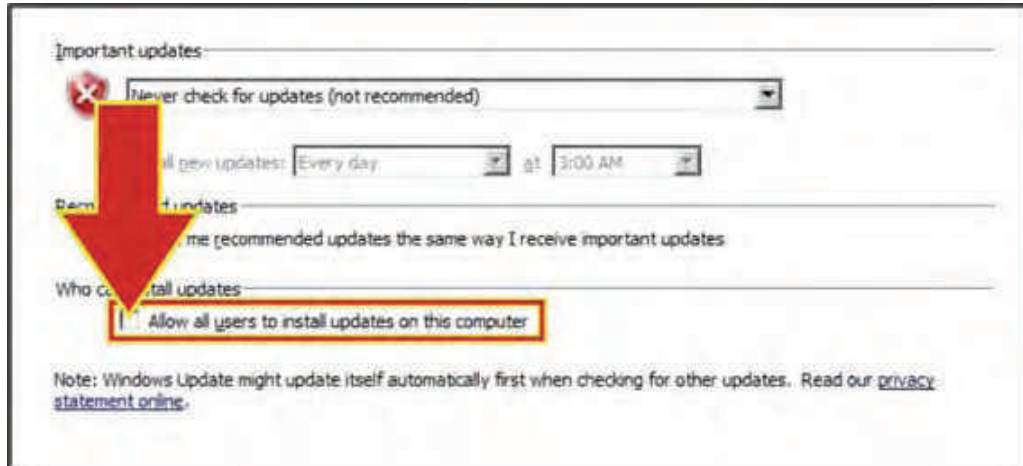 Important updates
Never check for updates (not recommended)
all new updates: Every day at 3:00 AM
updates
me recommended updates the same way I receive important updates
Who install updates
Allow all users to install updates on this computer
Note: Windows Update might update itself automatically first when checking for other updates. Read our privacy
statement online.